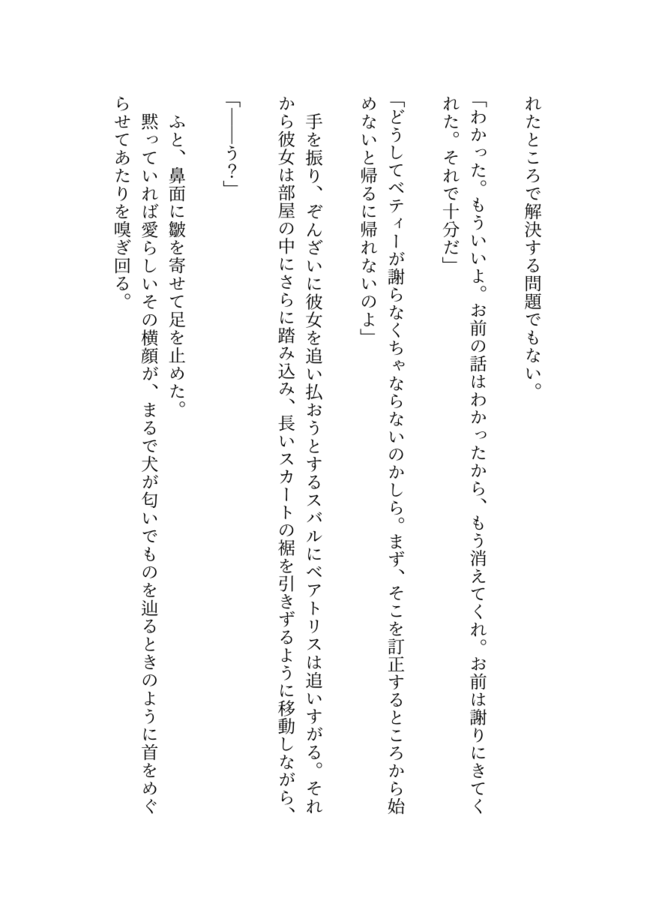 れたところで解決する問題でもない。
「わかった。もういいよ。お前の話はわかったから、もう消えてくれ。お前は謝りにきてく
れた。それで十分だ」
「どうしてベティーが謝らなくちゃならないのかしら。まず、そこを訂正するところから始
めないと帰るに帰れないのよ」
手を振り、ぞんざいに彼女を追い払おうとするスバルにベアトリスは追いすがる。それ
から彼女は部屋の中にさらに踏み込み、長いスカートの裾を引きずるように移動しながら、
「――う？」
ふと、鼻面に皺を寄せて足を止めた。
黙っていれば愛らしいその横顔が、まるで犬が匂いでものを辿るときのように首をめぐ
らせてあたりを嗅ぎ回る。